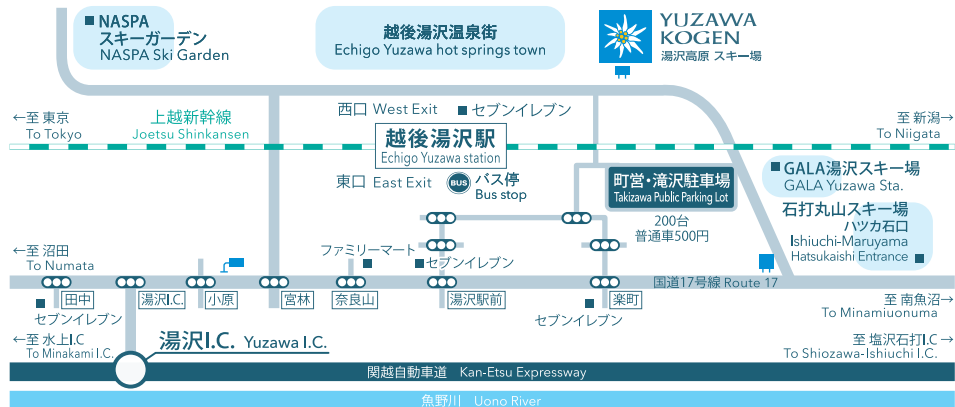 NASPA
スキーガーデン
NASPA Ski Garden
越後湯沢温泉街
Echigo Yuzawa hot springs town
YUZAWA
KOGEN
湯沢高原 スキー場
西口 West Exit
セブンイレブン
←至 東京
To Tokyo
上越新幹線
Joetsu Shinkansen
至 新潟→
To Niigata
越後湯沢駅
Echigo Yuzawa station
東口 East Exit
BUS
バス停
Bus stop
町営・滝沢駐車場
Takizawa Public Parking Lot
200台
普通車500円
GALA湯沢スキー場
GALA Yuzawa Sta.
石打丸山スキー場
ハツカ石口
Ishiuchi-Maruyama
Hatsukaishi Entrance
←至 沼田
To Numata
ファミリーマート
セブンイレブン
国道17号線 Route 17
田中
湯沢I.C.
小原
宮林
奈良山
湯沢駅前
楽町
セブンイレブン
セブンイレブン
至 南魚沼
To Minamiuonuma
←至 水上I.C
To Minakami I.C.
湯沢I.C. Yuzawa I.C.
至 塩沢石打I.C→
To Shiozawa-Ishiuchi I.C.
関越自動車道 Kan-Etsu Expressway
魚野川 Uono River